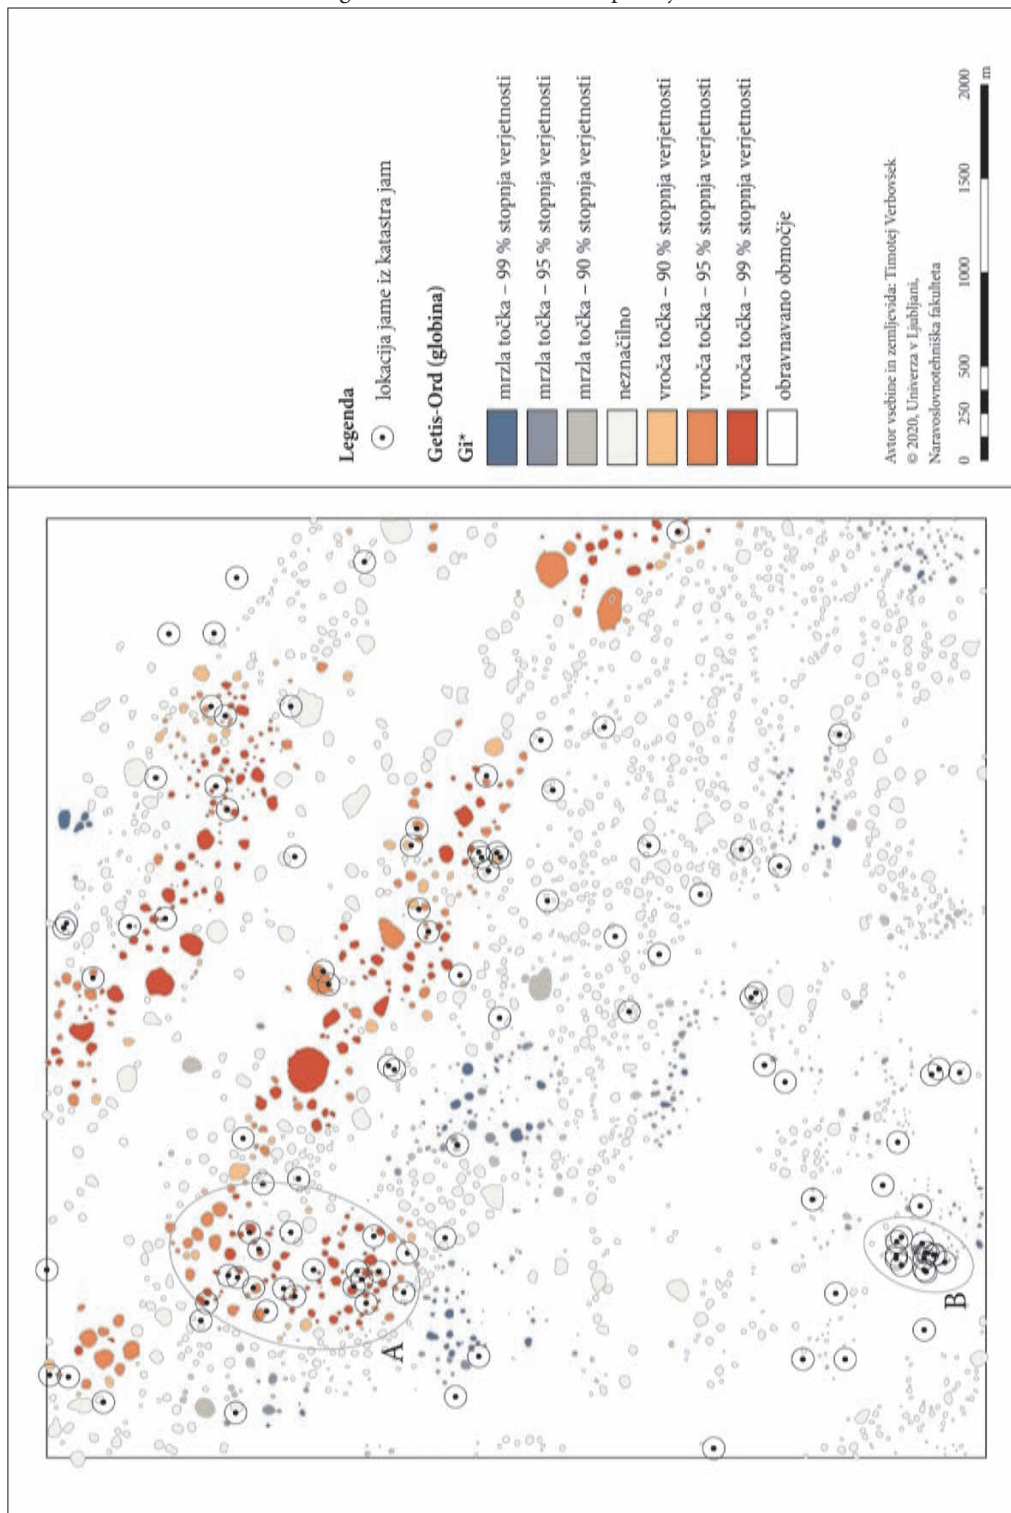 Legenda
lokacija jame iz katastra jam
Getis-Ord (globina)
Gi*
mrzla točka – 99 % stopnja verjetnosti
mrzla točka – 95 % stopnja verjetnosti
mrzla točka – 90 % stopnja verjetnosti
neznačilno
vroča točka – 90 % stopnja verjetnosti
vroča točka – 95 % stopnja verjetnosti
vroča točka – 99 % stopnja verjetnosti
obravnavano območje
Avtor vsebine in zemljevida: Timotej Verbovšek
© 2020, Univerza v Ljubljani,
Naravoslovnotehniška fakulteta
0 250 500 1000 1500 2000
m
A
B